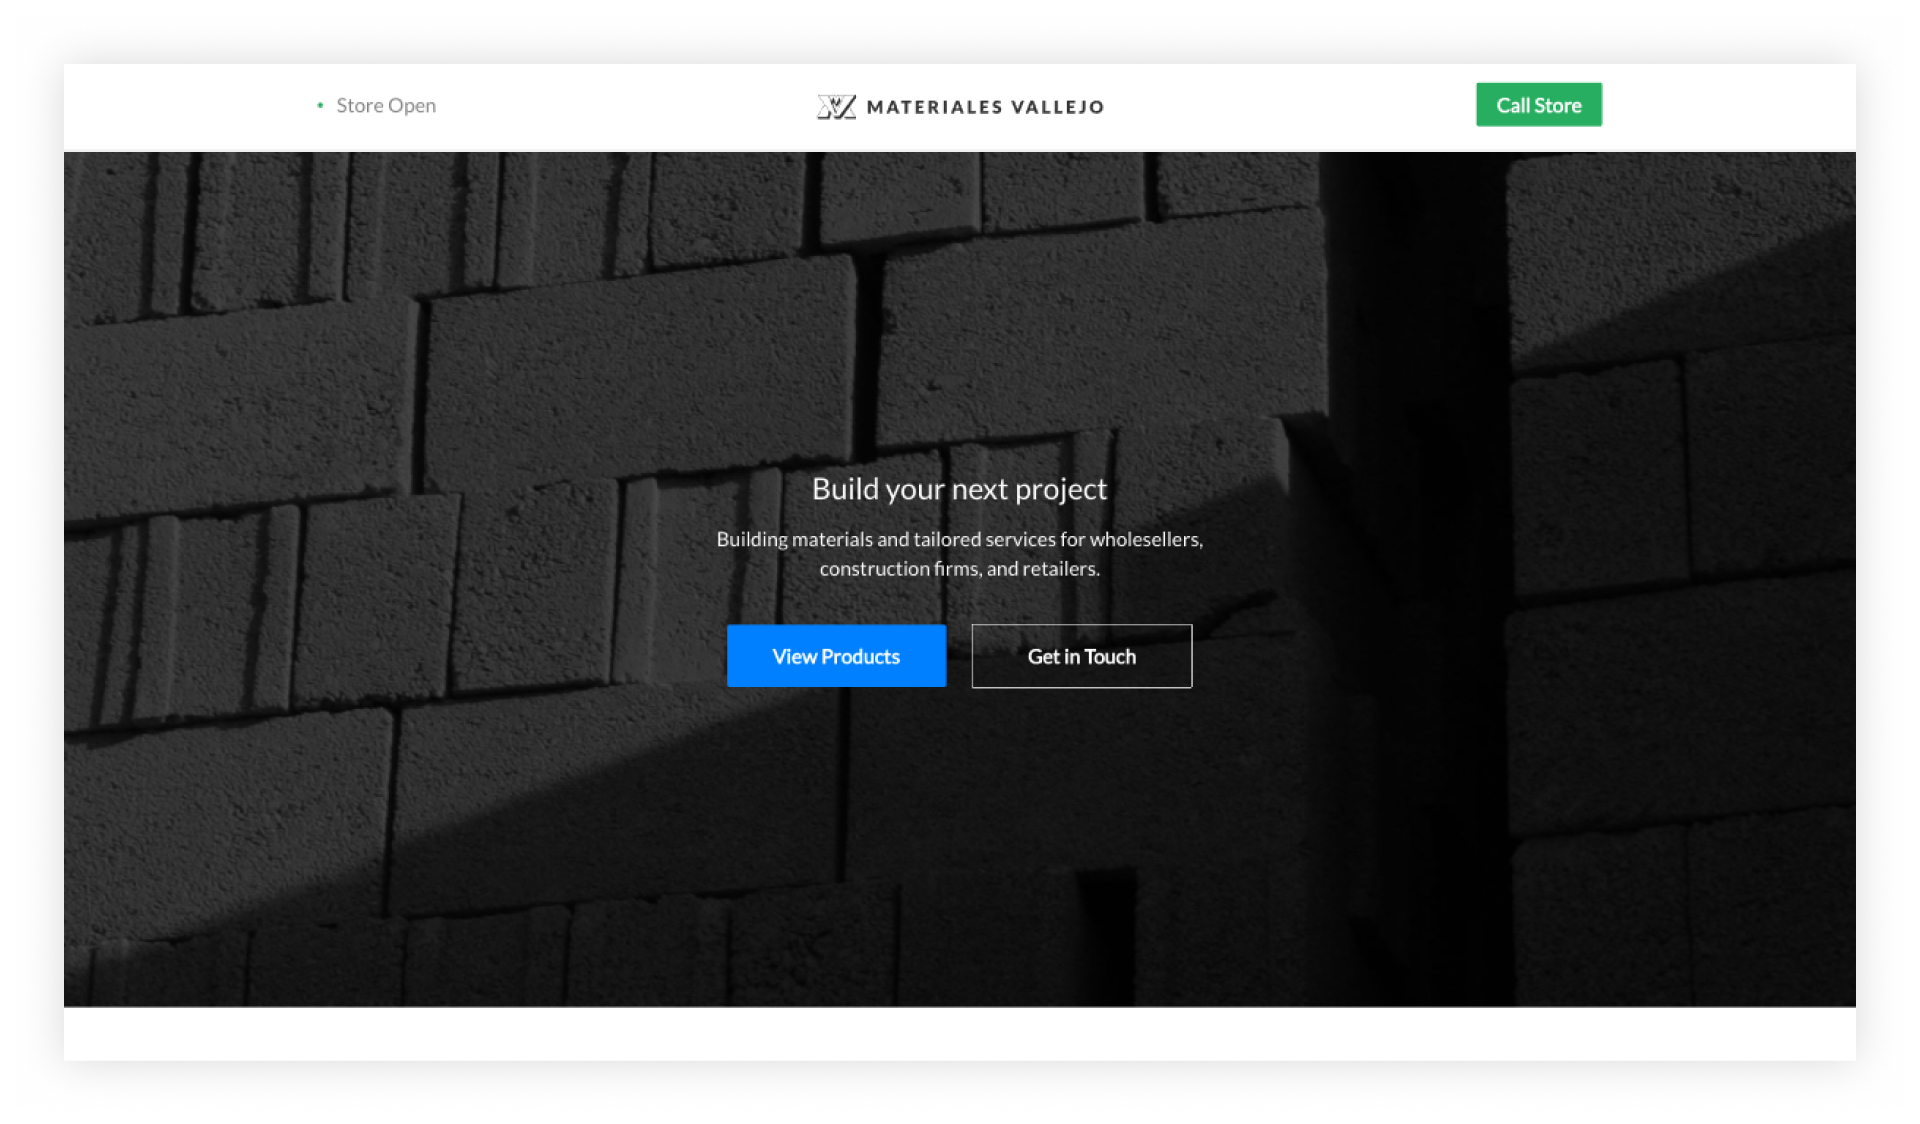 Store Open
MATERIALES VALLEJO
Call Store
Build your next project
Building materials and tailored services for wholesellers,
construction firms, and retailers.
View Products
Get in Touch